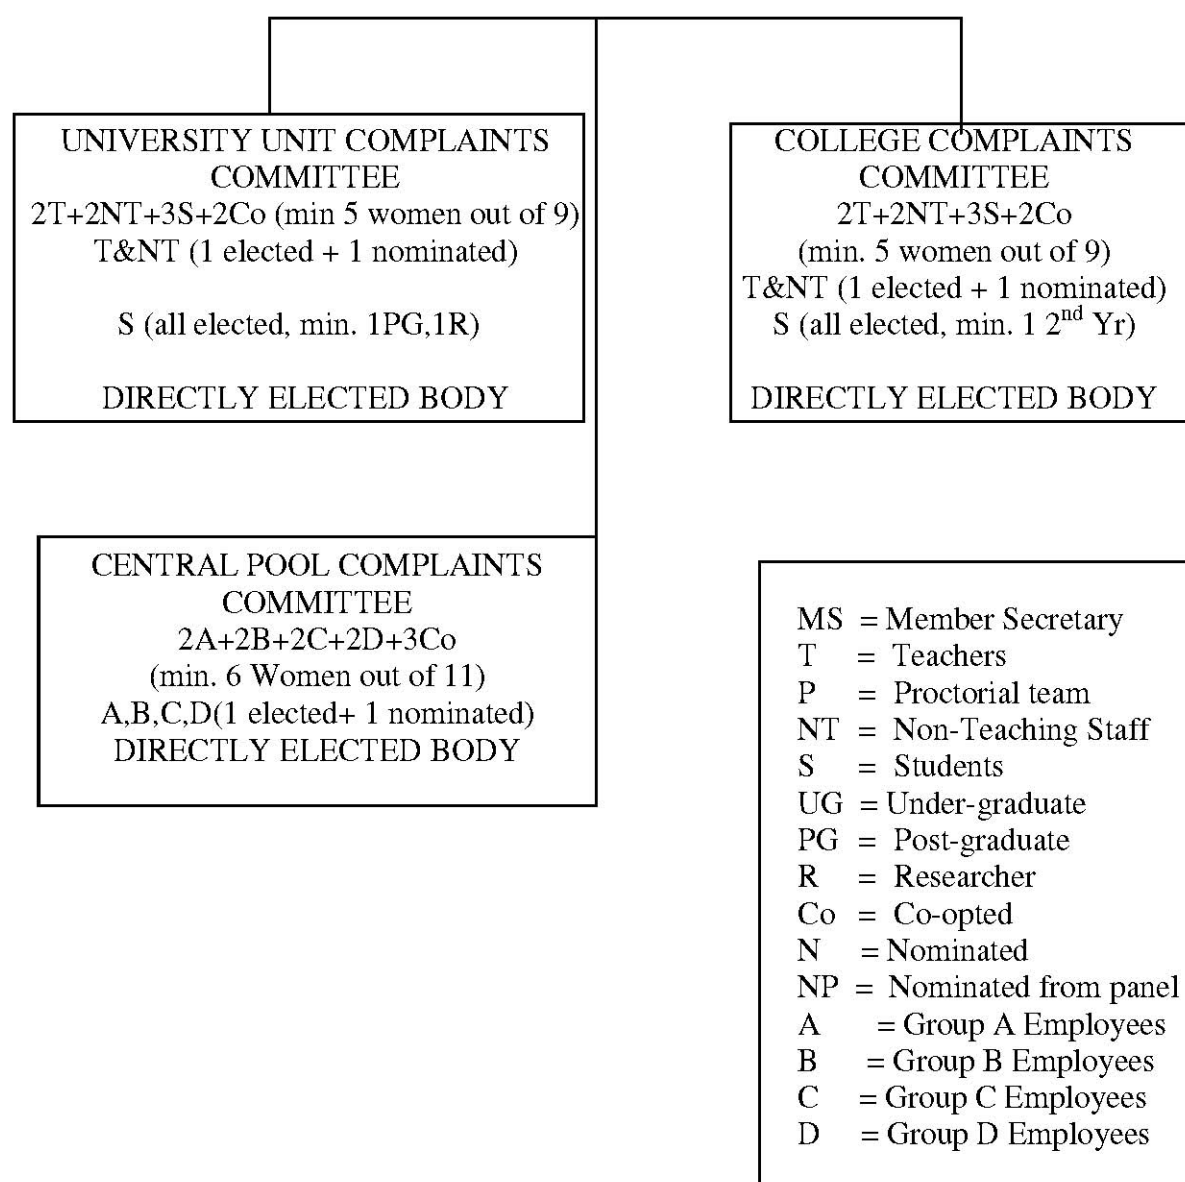 UNIVERSITY UNIT COMPLAINTS
COMMITTEE
2T+2NT+3S+2Co (min 5 women out of 9)
T&NT (1 elected + 1 nominated)
S (all elected, min. 1PG,1R)
DIRECTLY ELECTED BODY
COLLEGE COMPLAINTS
COMMITTEE
2T+2NT+3S+2Co
(min. 5 women out of 9)
T&NT (1 elected + 1 nominated)
S (all elected, min. 1 2nd Yr)
DIRECTLY ELECTED BODY
CENTRAL POOL COMPLAINTS
COMMITTEE
2A+2B+2C+2D+3Co
(min. 6 Women out of 11)
A,B,C,D(1 elected+ 1 nominated)
DIRECTLY ELECTED BODY
MS = Member Secretary
T = Teachers
P = Proctorial team
NT = Non-Teaching Staff
S = Students
UG = Under-graduate
PG = Post-graduate
R = Researcher
Co = Co-opted
N = Nominated
NP = Nominated from panel
A = Group A Employees
B = Group B Employees
C = Group C Employees
D = Group D Employees